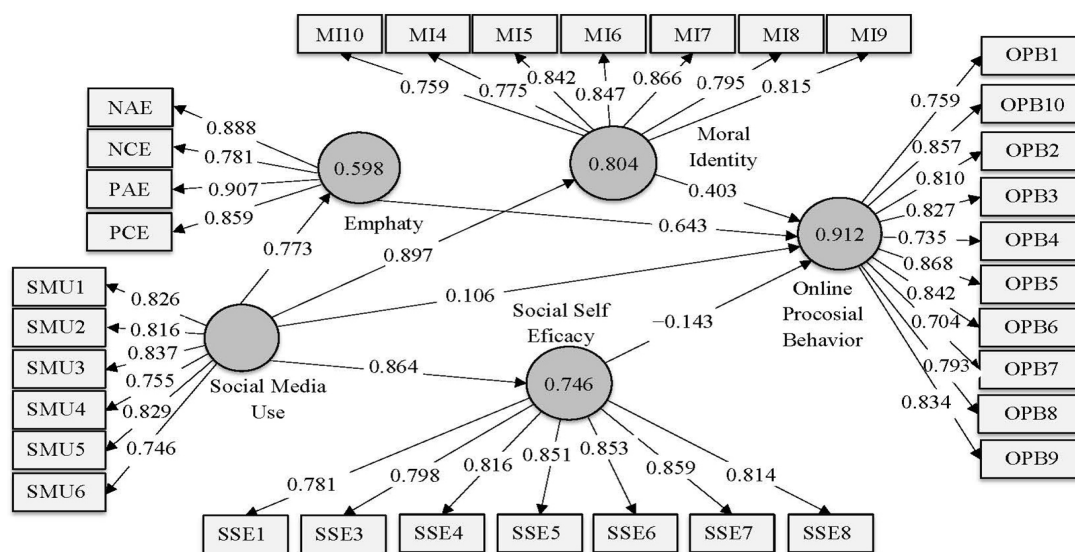 MI10 MI4 MI5 MI6 MI7 MI8 MI9
0.759 0.775 0.842 0.847 0.866 0.795 0.815
NAE
NCE
PAE
PCE
0.888
0.781
0.907
0.859
0.598
Emphaty
0.804
Moral
Identity
0.403
0.643
0.773
0.897
0.106
−0.143
0.864
SMU1
SMU2
SMU3
SMU4
SMU5
SMU6
0.826
0.816
0.837
0.755
0.829
0.746
Social Media
Use
Social Self
Eficacy
0.746
0.781 0.798 0.816 0.851 0.853 0.859 0.814
SSE1 SSE3 SSE4 SSE5 SSE6 SSE7 SSE8
0.912
Online
Procosial
Behavior
0.759
0.857
0.810
0.827
0.735
0.868
0.842
0.704
0.793
0.834
OPB1
OPB10
OPB2
OPB3
OPB4
OPB5
OPB6
OPB7
OPB8
OPB9